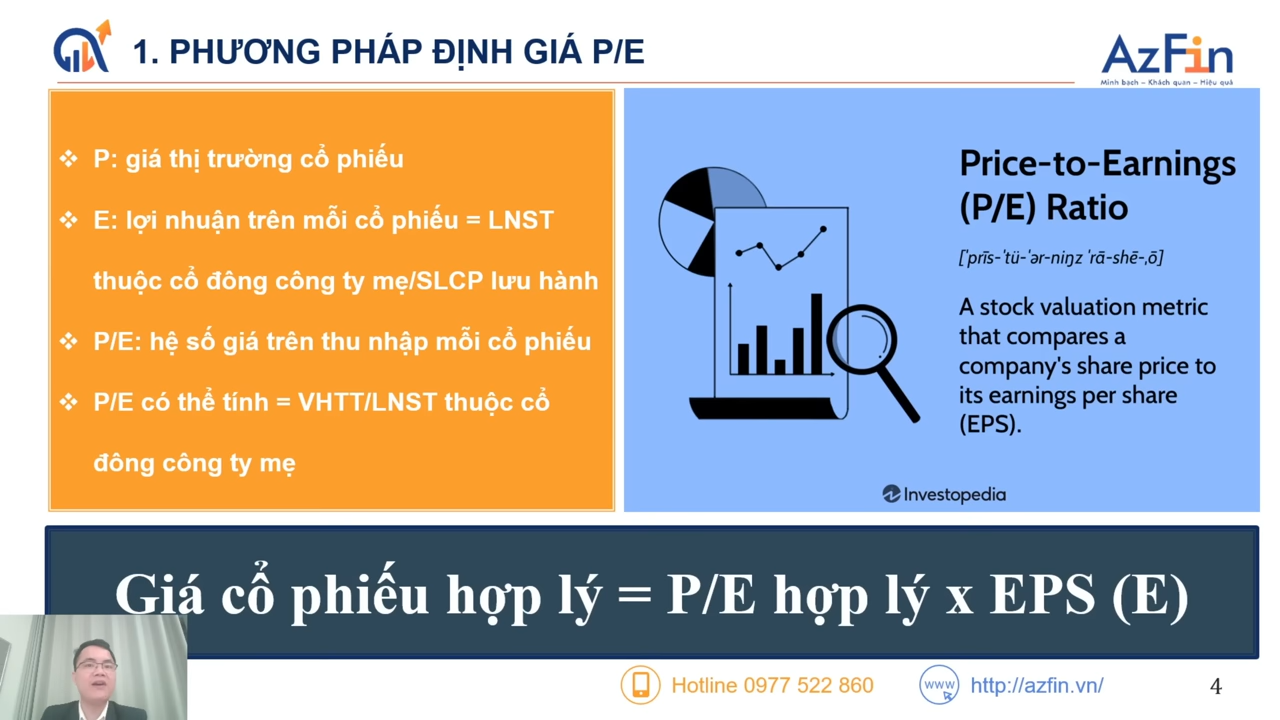 1. PHƯƠNG PHÁP ĐỊNH GIÁ P/E
AzFin
Minh bạch – Khách quan – Hiệu quả
❖ P: giá thị trường cổ phiếu
❖ E: lợi nhuận trên mỗi cổ phiếu = LNST
thuộc cổ đông công ty mẹ/SLCP lưu hành
❖ P/E: hệ số giá trên thu nhập mỗi cổ phiếu
❖ P/E có thể tính = VHTT/LNST thuộc cổ
đông công ty mẹ
Price-to-Earnings
(P/E) Ratio
[ˈprīs-ˈtü-ˈər-niŋz ˈrā-shē-ˌō]
A stock valuation metric
that compares a
company's share price to
its earnings per share
(EPS).
Investopedia
Giá cổ phiếu hợp lý = P/E hợp lý x EPS (E)
Hotline 0977 522 860
www
http://azfin.vn/
4